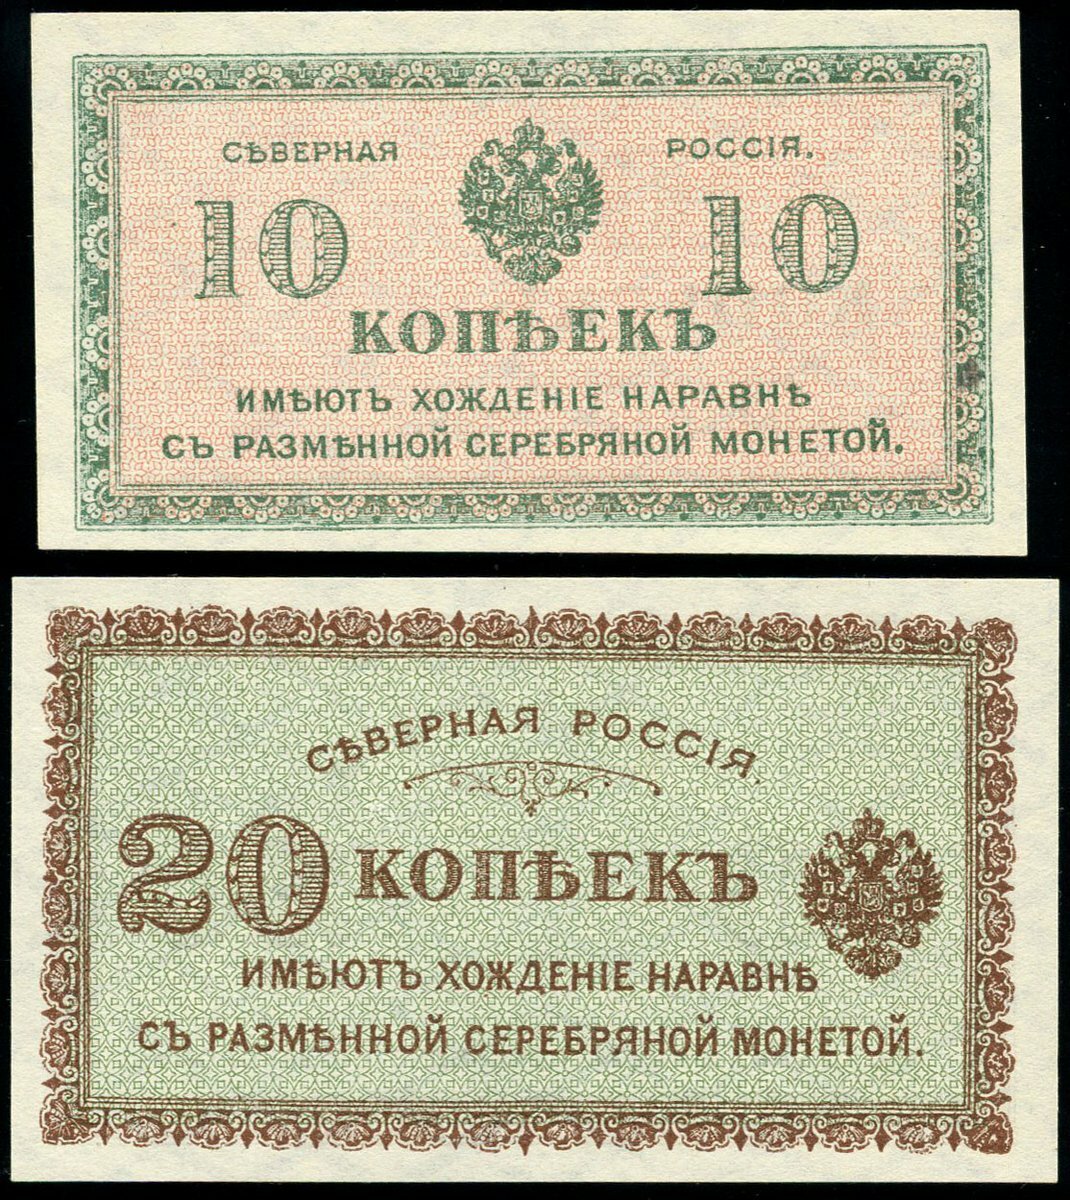 СѢВЕРНАЯ РОССІЯ.
10 10
КОПѢЕКЪ
ИМѢЮТЪ ХОЖДЕНІЕ НАРАВНѢ
СЪ РАЗМѢННОЙ СЕРЕБРЯНОЙ МОНЕТОЙ.
СѢВЕРНАЯ РОССІЯ.
20 КОПѢЕКЪ
ИМѢЮТЪ ХОЖДЕНІЕ НАРАВНѢ
СЪ РАЗМѢННОЙ СЕРЕБРЯНОЙ МОНЕТОЙ.